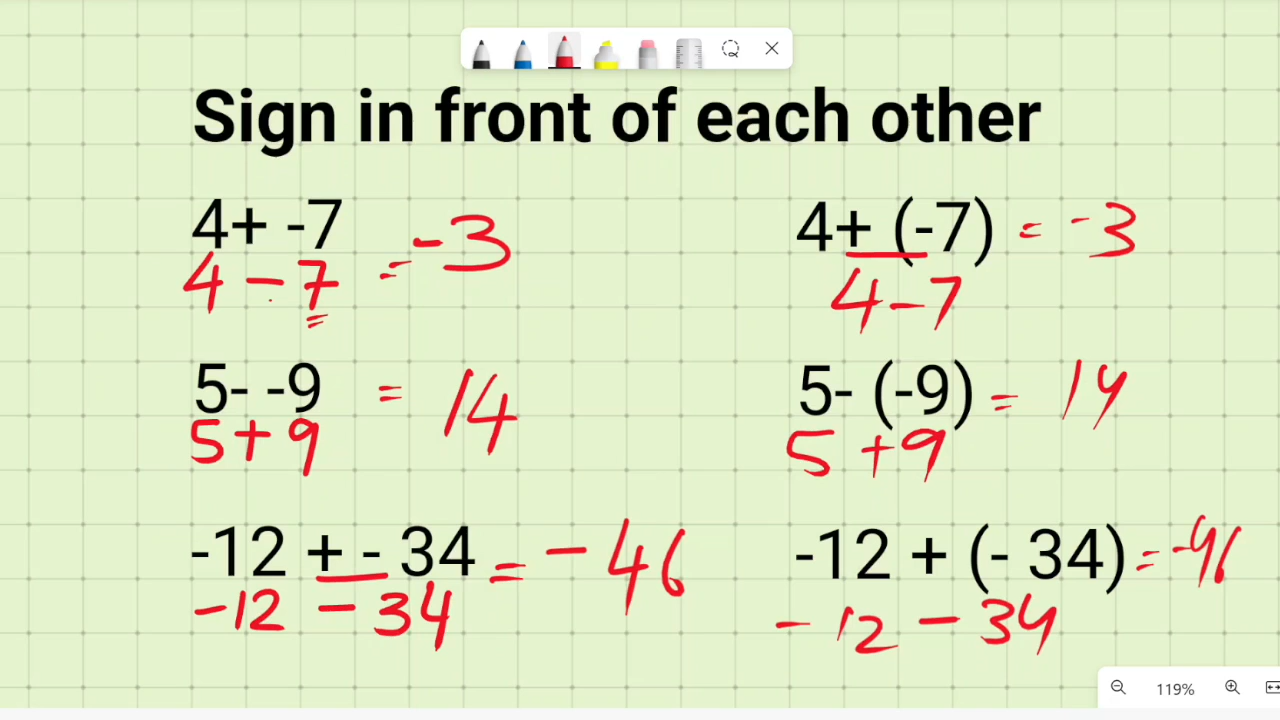 Sign in front of each other
4+ -7 = -3
4 - 7
4+ (-7) = -3
4-7
5- -9 = 14
5+9
5- (-9) = 14
5 +9
-12 + - 34 = -46
-12 - 34
-12 + (- 34) = -46
-12 - 34
119%